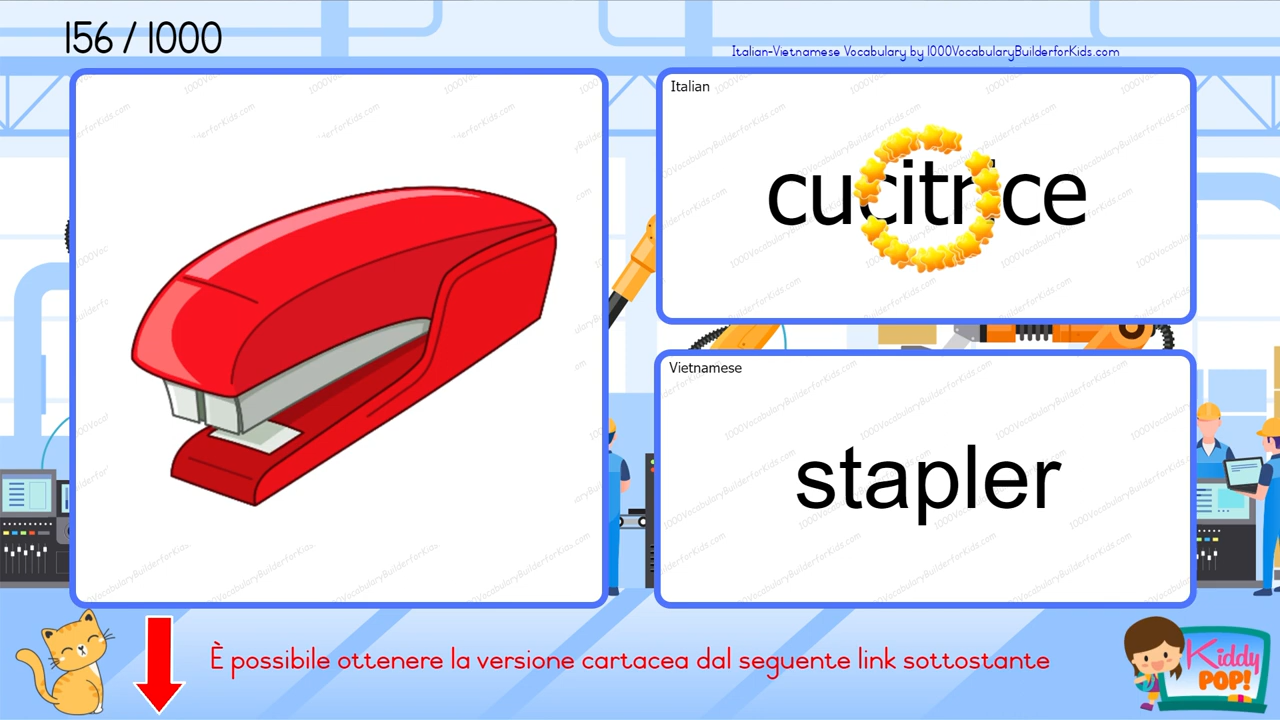 156 / 1000
Italian-Vietnamese Vocabulary by 1000VocabularyBuilderforKids.com
Italian
cucitrice
Vietnamese
stapler
È possibile ottenere la versione cartacea dal seguente link sottostante
Kiddy
POP!